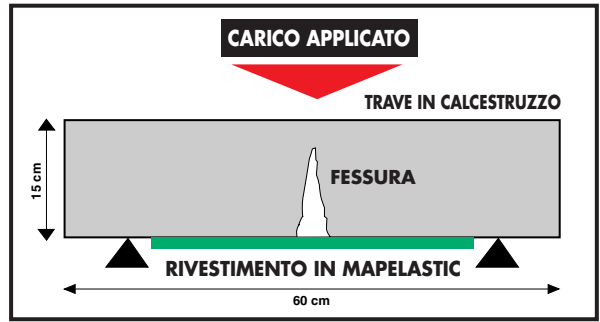 CARICO APPLICATO
TRAVE IN CALCESTRUZZO
15 cm
FESSURA
RIVESTIMENTO IN MAPELASTIC
60 cm